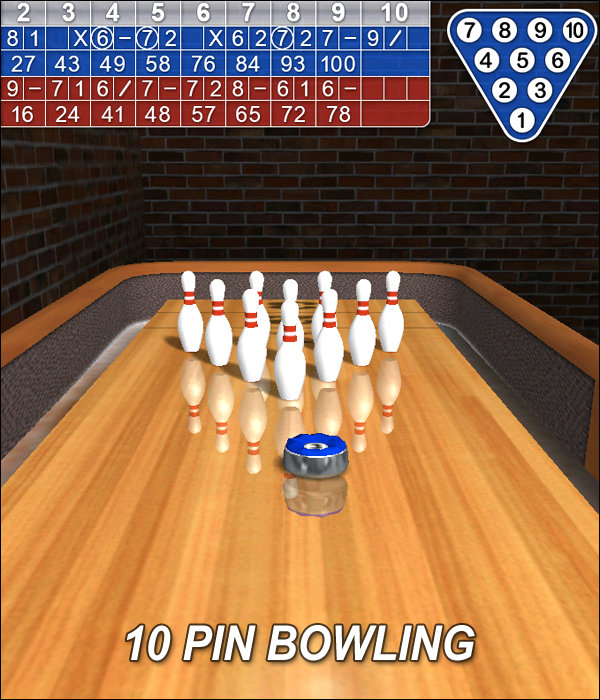 2 3 4 5 6 7 8 9 10
8 1 X ⑥ - ⑦ 2 X 6 2 ⑦ 2 7 - 9 /
27 43 49 58 76 84 93 100
9 - 7 1 6 / 7 - 7 2 8 - 6 1 6 -
16 24 41 48 57 65 72 78
7 8 9 10
4 5 6
2 3
1
10 PIN BOWLING